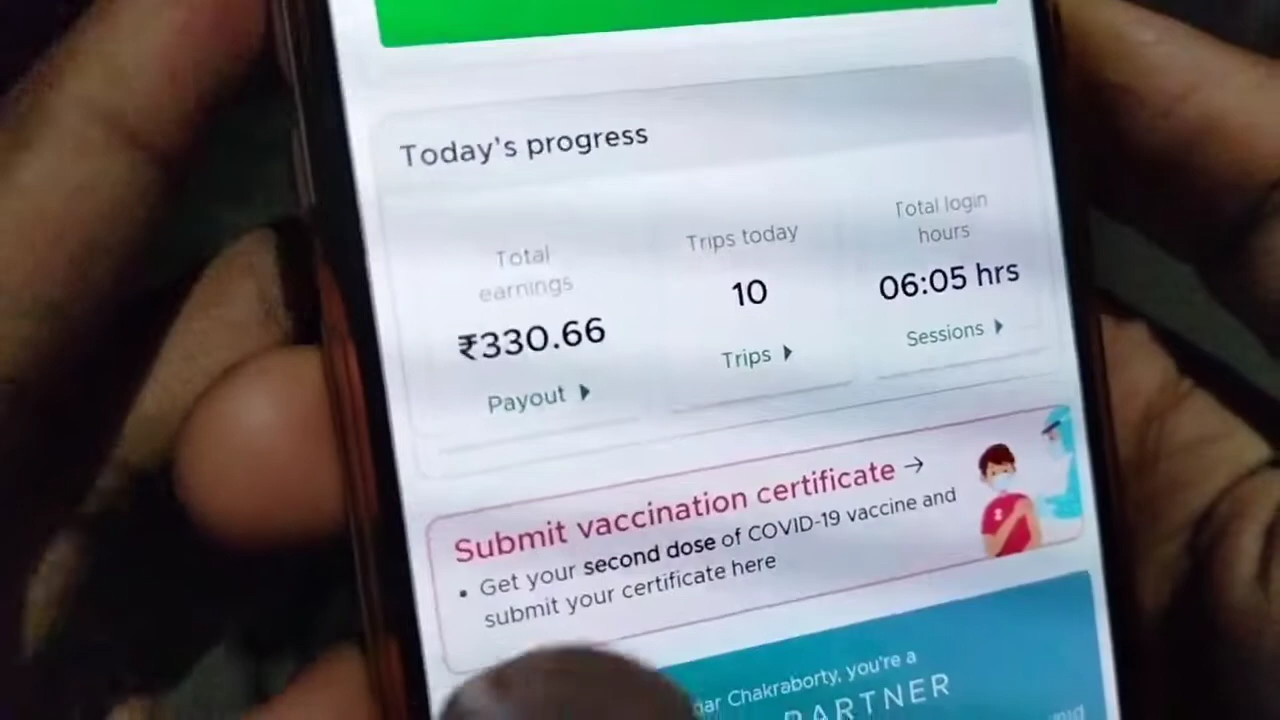 Today's progress
Total
earnings
₹330.66
Payout
Trips today
10
Trips
Total login
hours
06:05 hrs
Sessions
Submit vaccination certificate →
• Get your second dose of COVID-19 vaccine and
submit your certificate here
Chakraborty, you're a
PARTNER